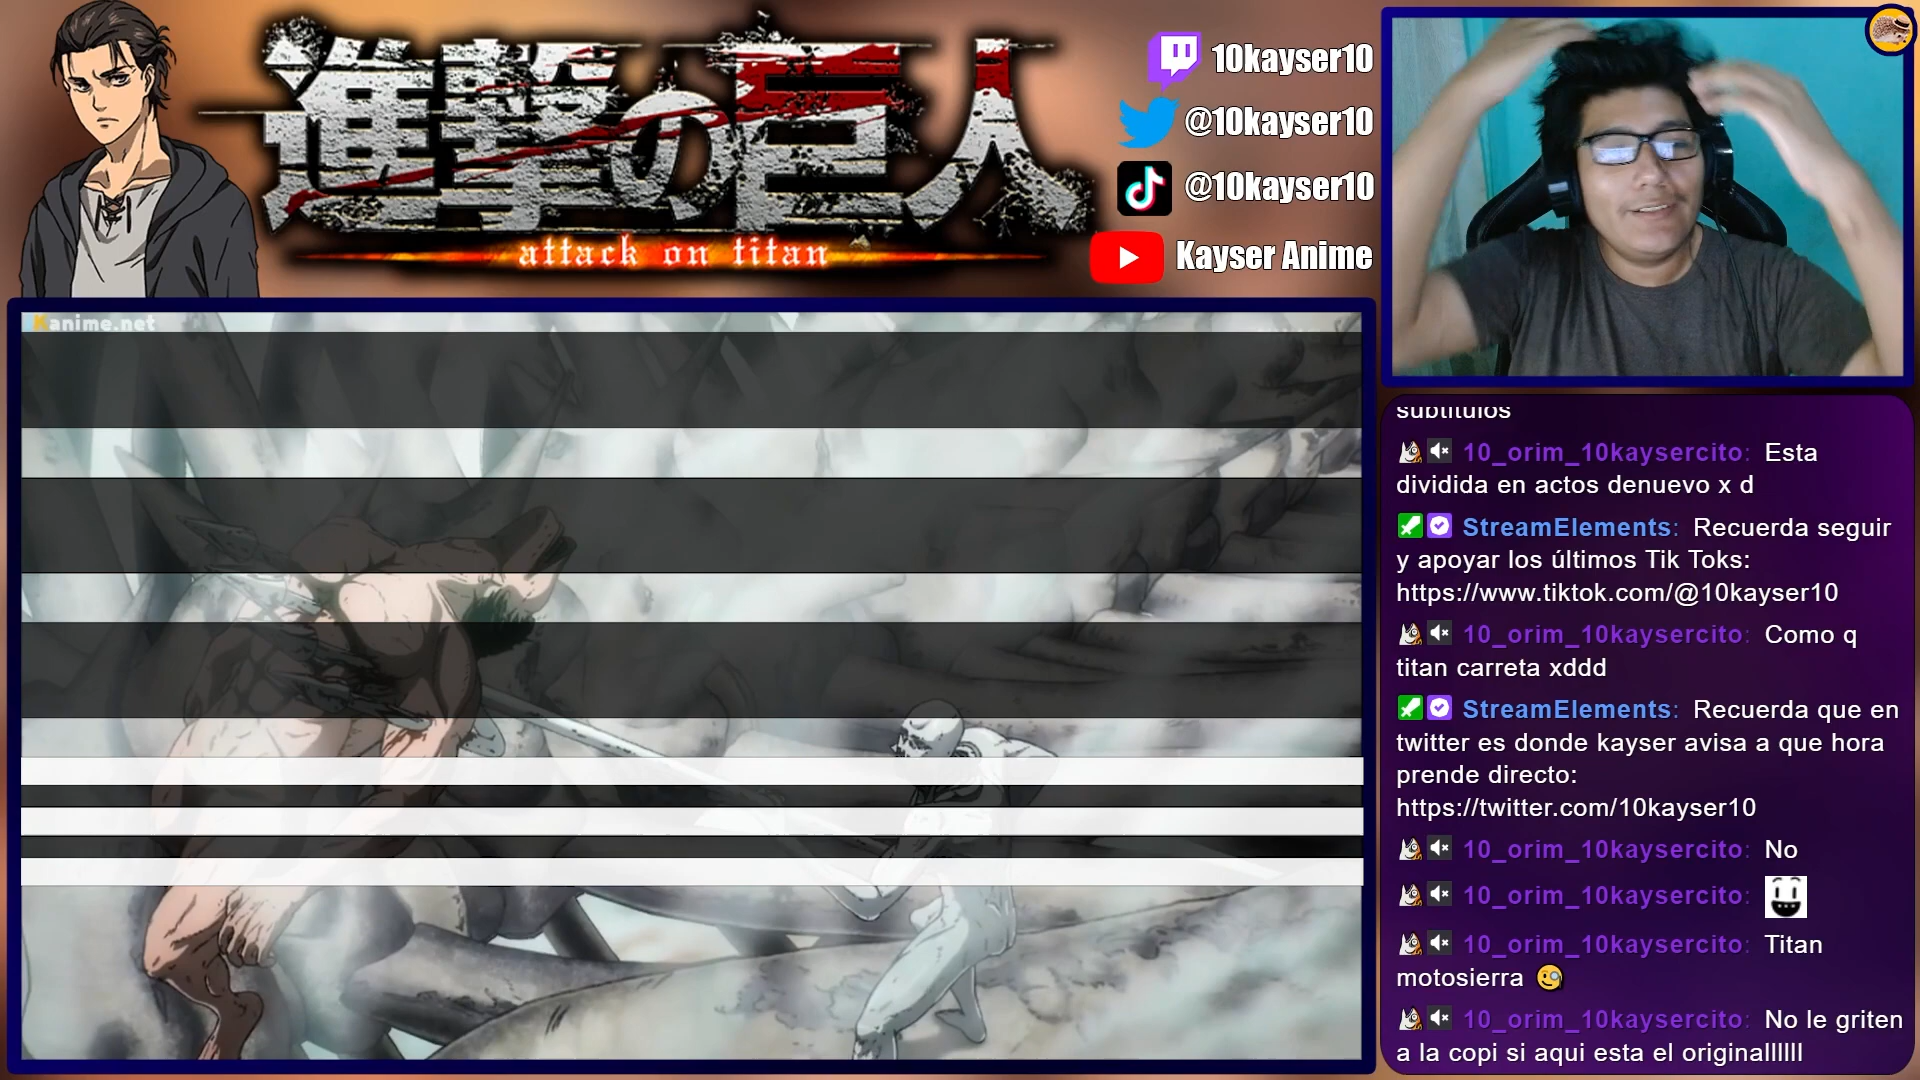 進撃の巨人
attack on titan
10kayser10
@10kayser10
@10kayser10
Kayser Anime
anime.net
subtitulos
10_orim_10kaysercito: Esta
dividida en actos denuevo x d
StreamElements: Recuerda seguir
y apoyar los últimos Tik Toks:
https://www.tiktok.com/@10kayser10
10_orim_10kaysercito: Como q
titan carreta xddd
StreamElements: Recuerda que en
twitter es donde kayser avisa a que hora
prende directo:
https://twitter.com/10kayser10
10_orim_10kaysercito: No
10_orim_10kaysercito:
10_orim_10kaysercito: Titan
motosierra 🧐
10_orim_10kaysercito: No le griten
a la copi si aqui esta el originallllll